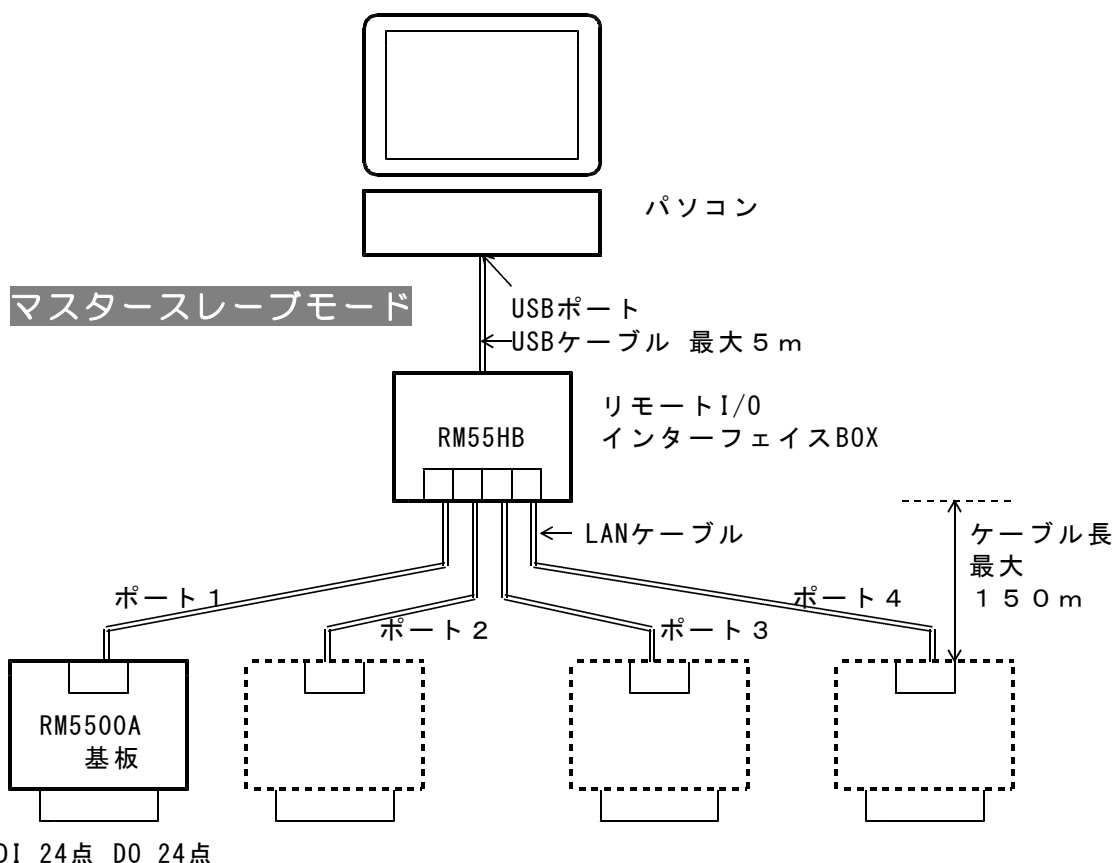 パソコン
マスタースレーブモード
USBポート
USBケーブル 最大５ｍ
リモートI/O
インターフェイスBOX
RM55HB
LANケーブル
ケーブル長
最大
１５０ｍ
ポート１
ポート２
ポート３
ポート４
RM5500A
基板
DI 24点 DO 24点